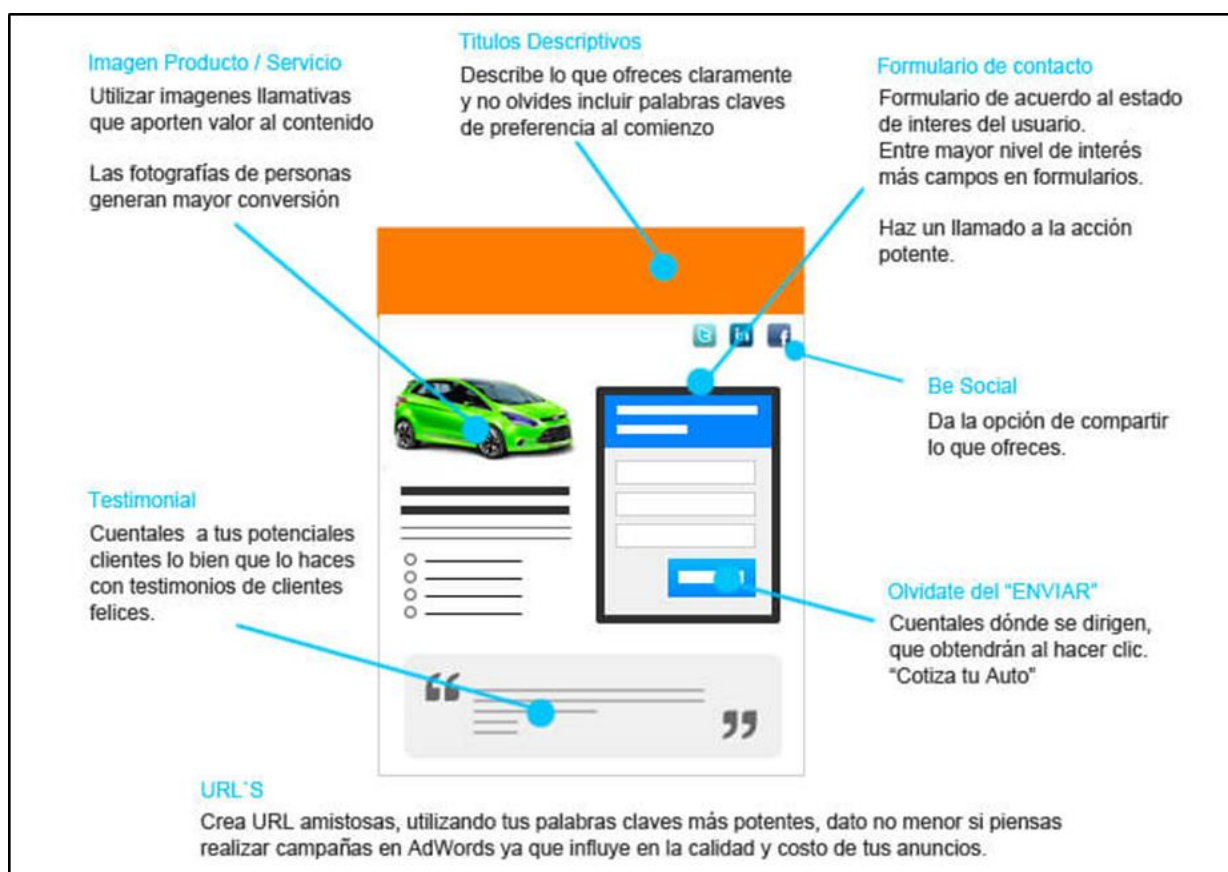 Imagen Producto / Servicio
Utilizar imagenes llamativas
que aporten valor al contenido
Las fotografías de personas
generan mayor conversión
Titulos Descriptivos
Describe lo que ofreces claramente
y no olvides incluir palabras claves
de preferencia al comienzo
Formulario de contacto
Formulario de acuerdo al estado
de interes del usuario.
Entre mayor nivel de interés
más campos en formularios.
Haz un llamado a la acción
potente.
in
f
Be Social
Da la opción de compartir
lo que ofreces.
Testimonial
Cuentales a tus potenciales
clientes lo bien que lo haces
con testimonios de clientes
felices.
Olvidate del “ENVIAR”
Cuentales dónde se dirigen,
que obtendrán al hacer clic.
“Cotiza tu Auto”
URL`S
Crea URL amistosas, utilizando tus palabras claves más potentes, dato no menor si piensas
realizar campañas en AdWords ya que influye en la calidad y costo de tus anuncios.